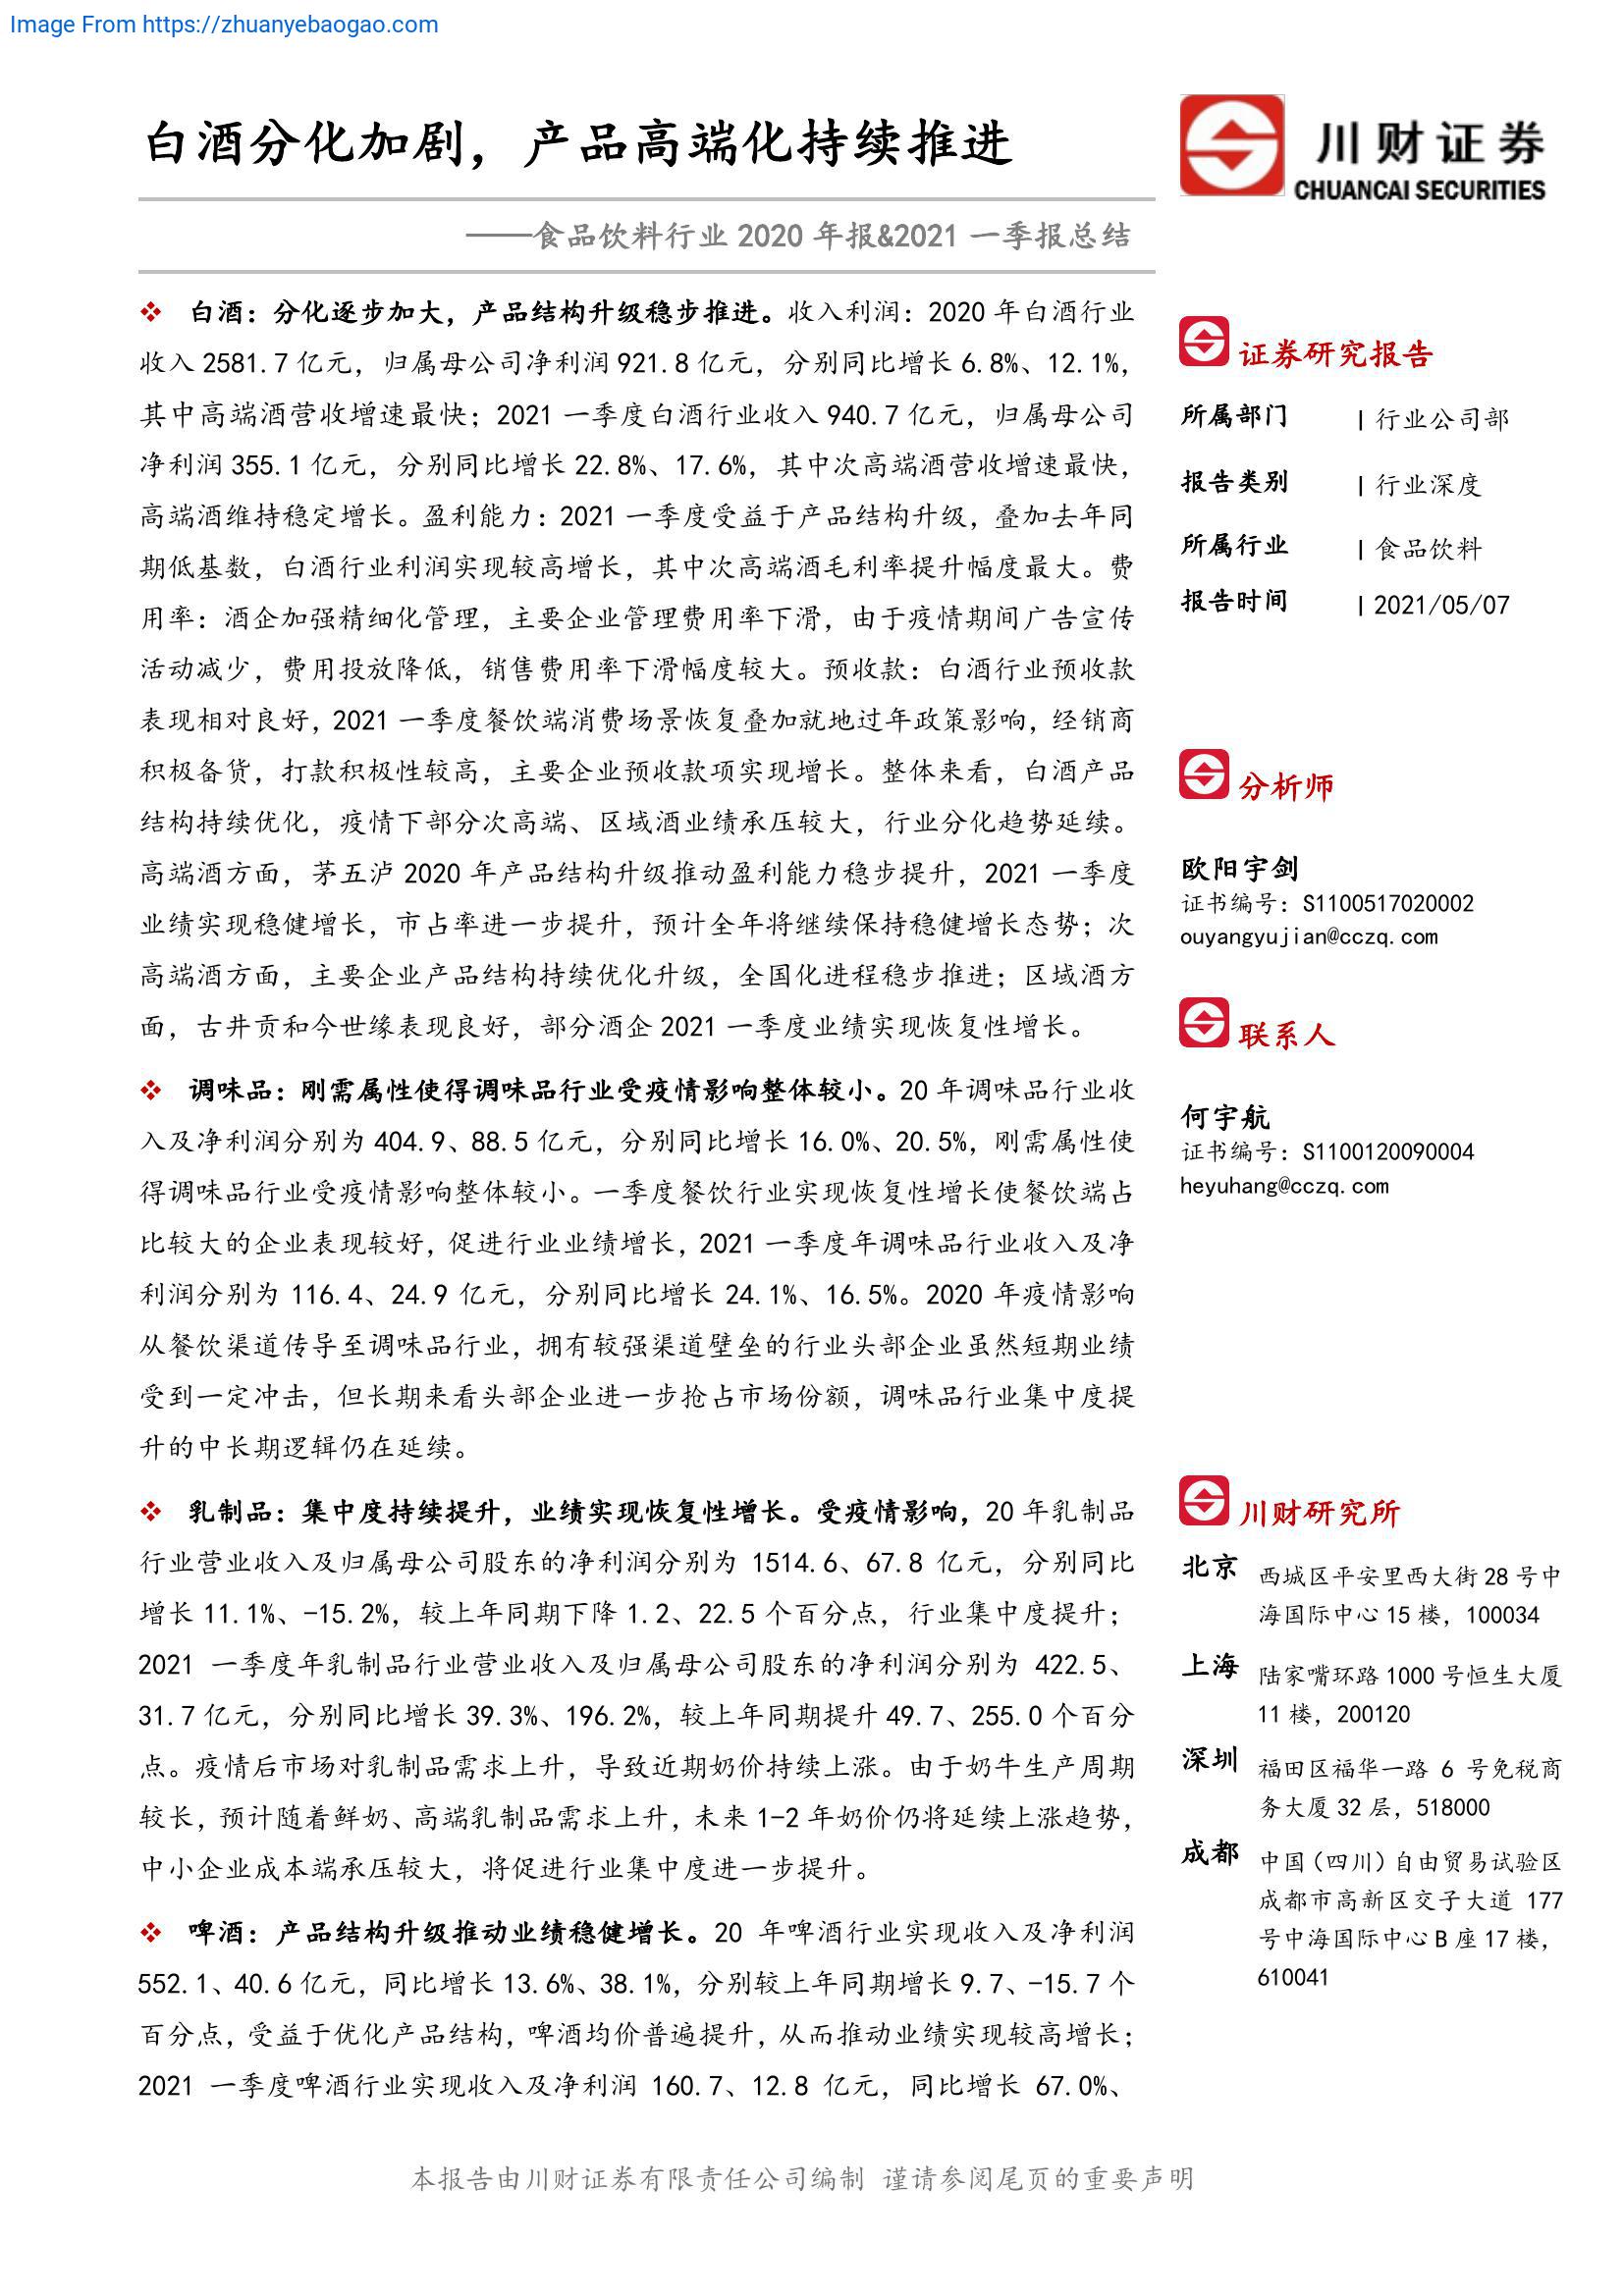 Image From https://zhuanyebaogao.com
白酒分化加剧，产品高端化持续推进
川财证券
CHUANCAI SECURITIES
——食品饮料行业 2020 年报&2021 一季报总结
❖ 白酒：分化逐步加大，产品结构升级稳步推进。收入利润：2020 年白酒行业
收入 2581.7 亿元，归属母公司净利润 921.8 亿元，分别同比增长 6.8%、12.1%，
其中高端酒营收增速最快；2021 一季度白酒行业收入 940.7 亿元，归属母公司
净利润 355.1 亿元，分别同比增长 22.8%、17.6%，其中次高端酒营收增速最快，
高端酒维持稳定增长。盈利能力：2021 一季度受益于产品结构升级，叠加去年同
期低基数，白酒行业利润实现较高增长，其中次高端酒毛利率提升幅度最大。费
用率：酒企加强精细化管理，主要企业管理费用率下滑，由于疫情期间广告宣传
活动减少，费用投放降低，销售费用率下滑幅度较大。预收款：白酒行业预收款
表现相对良好，2021 一季度餐饮端消费场景恢复叠加就地过年政策影响，经销商
积极备货，打款积极性较高，主要企业预收款项实现增长。整体来看，白酒产品
结构持续优化，疫情下部分次高端、区域酒业绩承压较大，行业分化趋势延续。
高端酒方面，茅五泸 2020 年产品结构升级推动盈利能力稳步提升，2021 一季度
业绩实现稳健增长，市占率进一步提升，预计全年将继续保持稳健增长态势；次
高端酒方面，主要企业产品结构持续优化升级，全国化进程稳步推进；区域酒方
面，古井贡和今世缘表现良好，部分酒企 2021 一季度业绩实现恢复性增长。
❖ 调味品：刚需属性使得调味品行业受疫情影响整体较小。20 年调味品行业收
入及净利润分别为 404.9、88.5 亿元，分别同比增长 16.0%、20.5%，刚需属性使
得调味品行业受疫情影响整体较小。一季度餐饮行业实现恢复性增长使餐饮端占
比较大的企业表现较好，促进行业业绩增长，2021 一季度年调味品行业收入及净
利润分别为 116.4、24.9 亿元，分别同比增长 24.1%、16.5%。2020 年疫情影响
从餐饮渠道传导至调味品行业，拥有较强渠道壁垒的行业头部企业虽然短期业绩
受到一定冲击，但长期来看头部企业进一步抢占市场份额，调味品行业集中度提
升的中长期逻辑仍在延续。
❖ 乳制品：集中度持续提升，业绩实现恢复性增长。受疫情影响，20 年乳制品
行业营业收入及归属母公司股东的净利润分别为 1514.6、67.8 亿元，分别同比
增长 11.1%、-15.2%，较上年同期下降 1.2、22.5 个百分点，行业集中度提升；
2021 一季度年乳制品行业营业收入及归属母公司股东的净利润分别为 422.5、
31.7 亿元，分别同比增长 39.3%、196.2%，较上年同期提升 49.7、255.0 个百分
点。疫情后市场对乳制品需求上升，导致近期奶价持续上涨。由于奶牛生产周期
较长，预计随着鲜奶、高端乳制品需求上升，未来 1-2 年奶价仍将延续上涨趋势，
中小企业成本端承压较大，将促进行业集中度进一步提升。
❖ 啤酒：产品结构升级推动业绩稳健增长。20 年啤酒行业实现收入及净利润
552.1、40.6 亿元，同比增长 13.6%、38.1%，分别较上年同期增长 9.7、-15.7 个
百分点，受益于优化产品结构，啤酒均价普遍提升，从而推动业绩实现较高增长；
2021 一季度啤酒行业实现收入及净利润 160.7、12.8 亿元，同比增长 67.0%、
证券研究报告
所属部门 | 行业公司部
报告类别 | 行业深度
所属行业 | 食品饮料
报告时间 | 2021/05/07
分析师
欧阳宇剑
证书编号：S1100517020002
ouyangyujian@cczq.com
联系人
何宇航
证书编号：S1100120090004
heyuhang@cczq.com
川财研究所
北京 西城区平安里西大街 28 号中
海国际中心 15 楼，100034
上海 陆家嘴环路 1000 号恒生大厦
11 楼，200120
深圳 福田区福华一路 6 号免税商
务大厦 32 层，518000
成都 中国（四川）自由贸易试验区
成都市高新区交子大道 177
号中海国际中心 B 座 17 楼，
610041
本报告由川财证券有限责任公司编制 谨请参阅尾页的重要声明